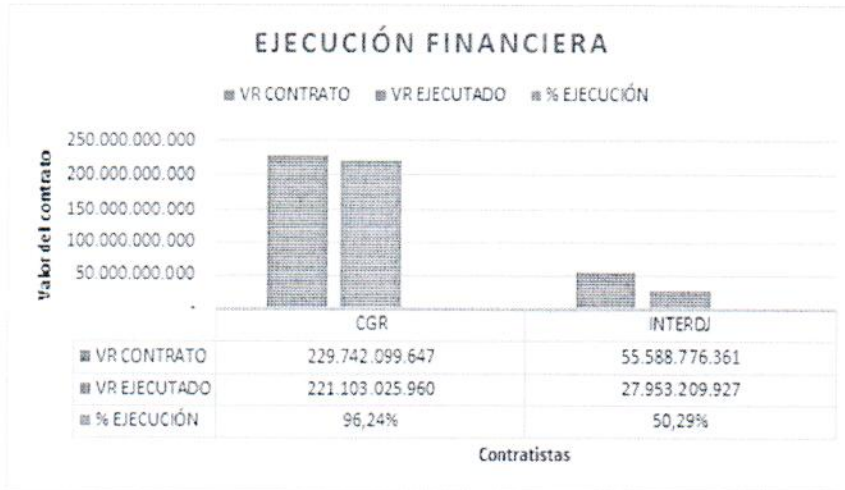 EJECUCIÓN FINANCIERA
VR CONTRATO VR EJECUTADO % EJECUCIÓN
Valor del contrato
250.000.000.000
200.000.000.000
150.000.000.000
100.000.000.000
50.000.000.000
-
CGR INTERDJ
VR CONTRATO 229.742.099.647 55.588.776.361
VR EJECUTADO 221.103.025.960 27.953.209.927
% EJECUCIÓN 96,24% 50,29%
Contratistas